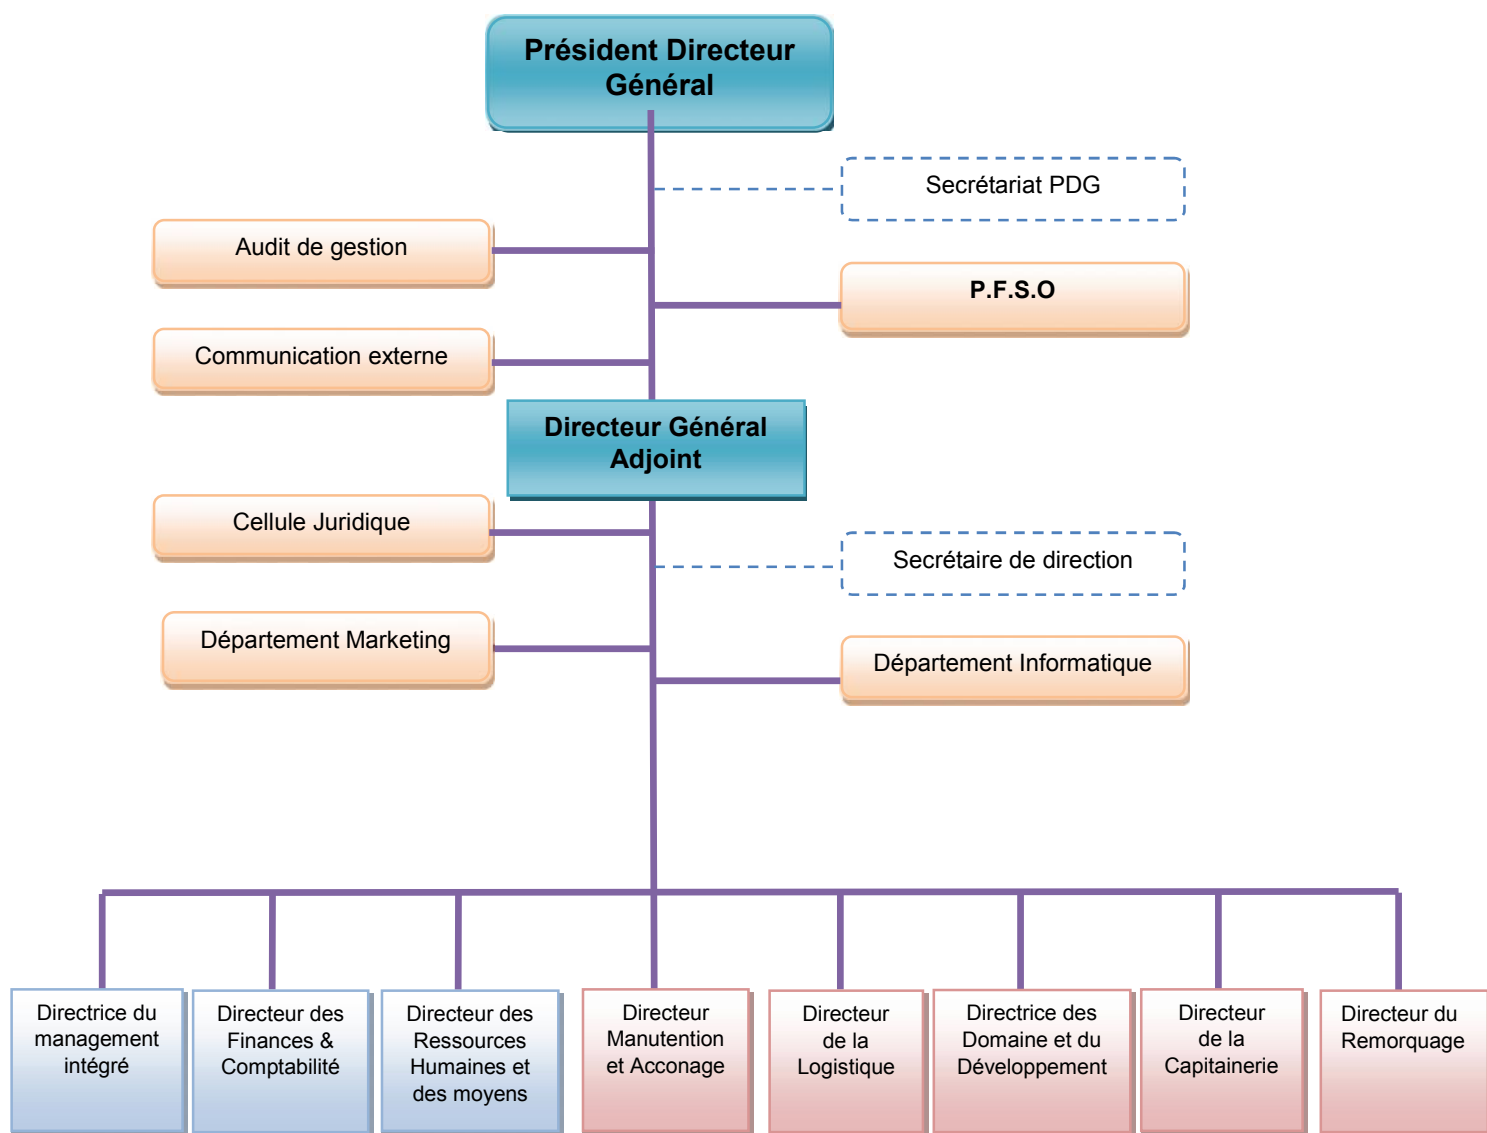 Président Directeur
Général
Secrétariat PDG
Audit de gestion
P.F.S.O
Communication externe
Directeur Général
Adjoint
Cellule Juridique
Secrétaire de direction
Département Marketing
Département Informatique
Directrice du
management
intégré
Directeur des
Finances &
Comptabilité
Directeur des
Ressources
Humaines et
des moyens
Directeur
Manutention
et Acconage
Directeur
de la
Logistique
Directrice des
Domaine et du
Développement
Directeur
de la
Capitainerie
Directeur du
Remorquage